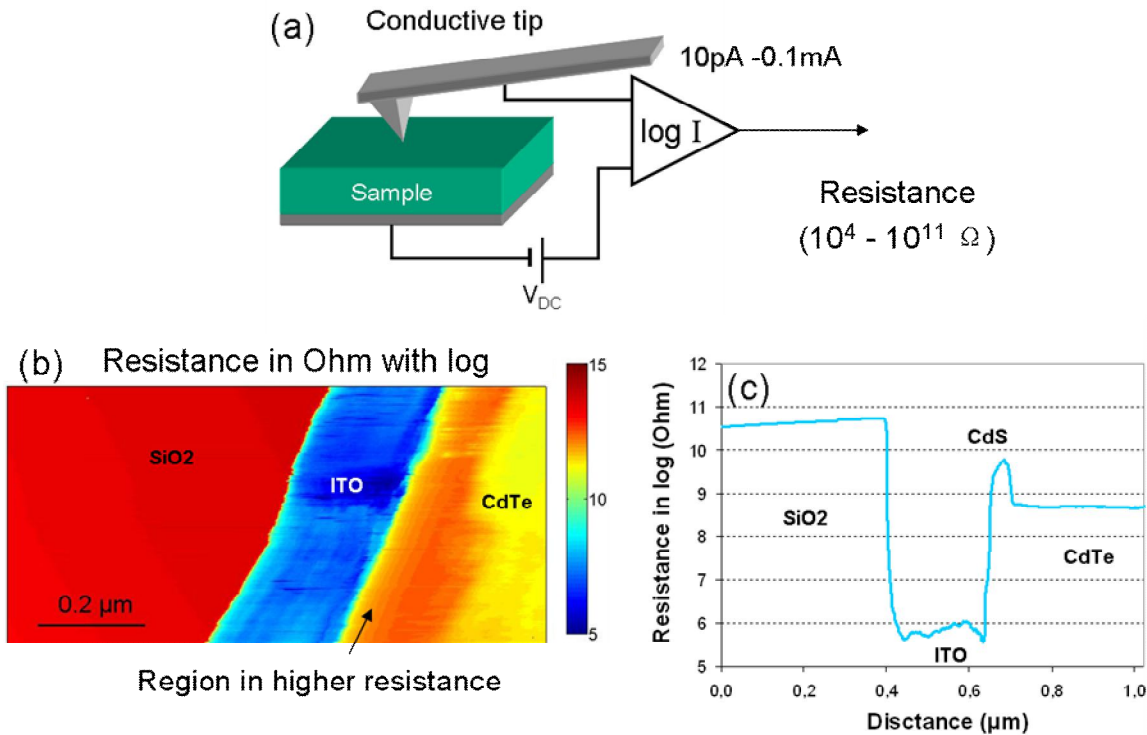 (a)
Conductive tip
10pA -0.1mA
log I
Sample
V_DC
Resistance
(10⁴ - 10¹¹ Ω)
(b) Resistance in Ohm with log
15
10
5
SiO2
ITO
CdTe
0.2 μm
Region in higher resistance
(c)
Resistance in log (Ohm)
12
11
10
9
8
7
6
5
CdS
SiO2
CdTe
ITO
0,0 0,2 0,4 0,6 0,8 1,0
Disctance (μm)